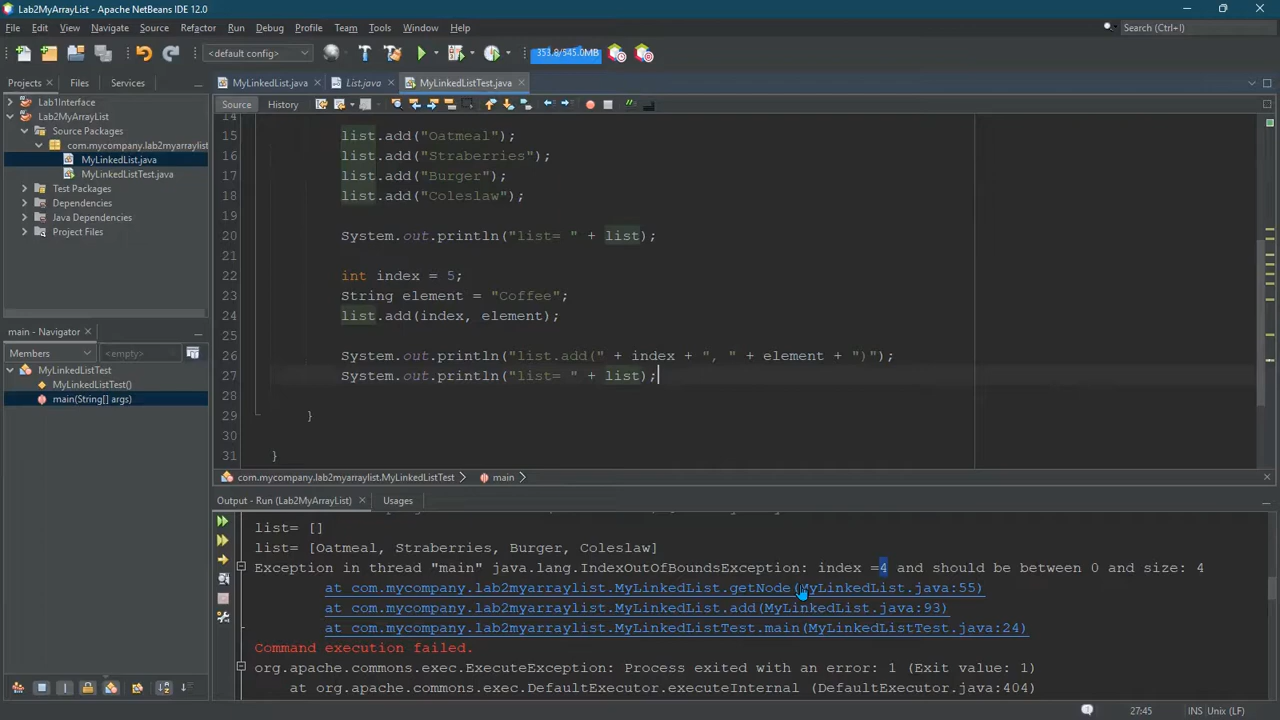 Lab2MyArrayList - Apache NetBeans IDE 12.0
File Edit View Navigate Source Refactor Run Debug Profile Team Tools Window Help
Search (Ctrl+I)
<default config>
353.8/545.0MB
Projects Files Services
MyLinkedList.java List.java MyLinkedListTest.java
Source History
Lab1Interface
Lab2MyArrayList
Source Packages
com.mycompany.lab2myarraylist
MyLinkedList.java
MyLinkedListTest.java
Test Packages
Dependencies
Java Dependencies
Project Files
main - Navigator
Members <empty>
MyLinkedListTest
MyLinkedListTest()
main(String[] args)
14
15 list.add("Oatmeal");
16 list.add("Straberries");
17 list.add("Burger");
18 list.add("Coleslaw");
19
20 System.out.println("list= " + list);
21
22 int index = 5;
23 String element = "Coffee";
24 list.add(index, element);
25
26 System.out.println("list.add(" + index + ", " + element + ")");
27 System.out.println("list= " + list);
28
29 }
30
31 }
com.mycompany.lab2myarraylist.MyLinkedListTest main
Output - Run (Lab2MyArrayList) Usages
list= []
list= [Oatmeal, Straberries, Burger, Coleslaw]
Exception in thread "main" java.lang.IndexOutOfBoundsException: index =4 and should be between 0 and size: 4
at com.mycompany.lab2myarraylist.MyLinkedList.getNode(MyLinkedList.java:55)
at com.mycompany.lab2myarraylist.MyLinkedList.add(MyLinkedList.java:93)
at com.mycompany.lab2myarraylist.MyLinkedListTest.main(MyLinkedListTest.java:24)
Command execution failed.
org.apache.commons.exec.ExecuteException: Process exited with an error: 1 (Exit value: 1)
at org.apache.commons.exec.DefaultExecutor.executeInternal (DefaultExecutor.java:404)
27:45 INS Unix (LF)